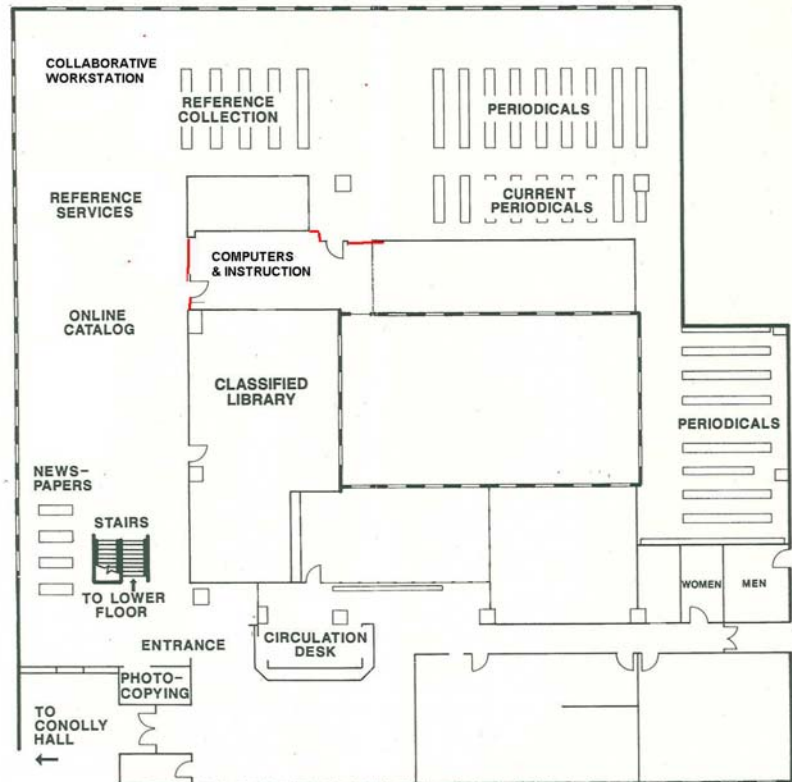 COLLABORATIVE
WORKSTATION
REFERENCE
COLLECTION
PERIODICALS
REFERENCE
SERVICES
CURRENT
PERIODICALS
COMPUTERS
& INSTRUCTION
ONLINE
CATALOG
CLASSIFIED
LIBRARY
PERIODICALS
NEWS-
PAPERS
STAIRS
TO LOWER
FLOOR
WOMEN
MEN
ENTRANCE
CIRCULATION
DESK
PHOTO-
COPYING
TO
CONOLLY
HALL